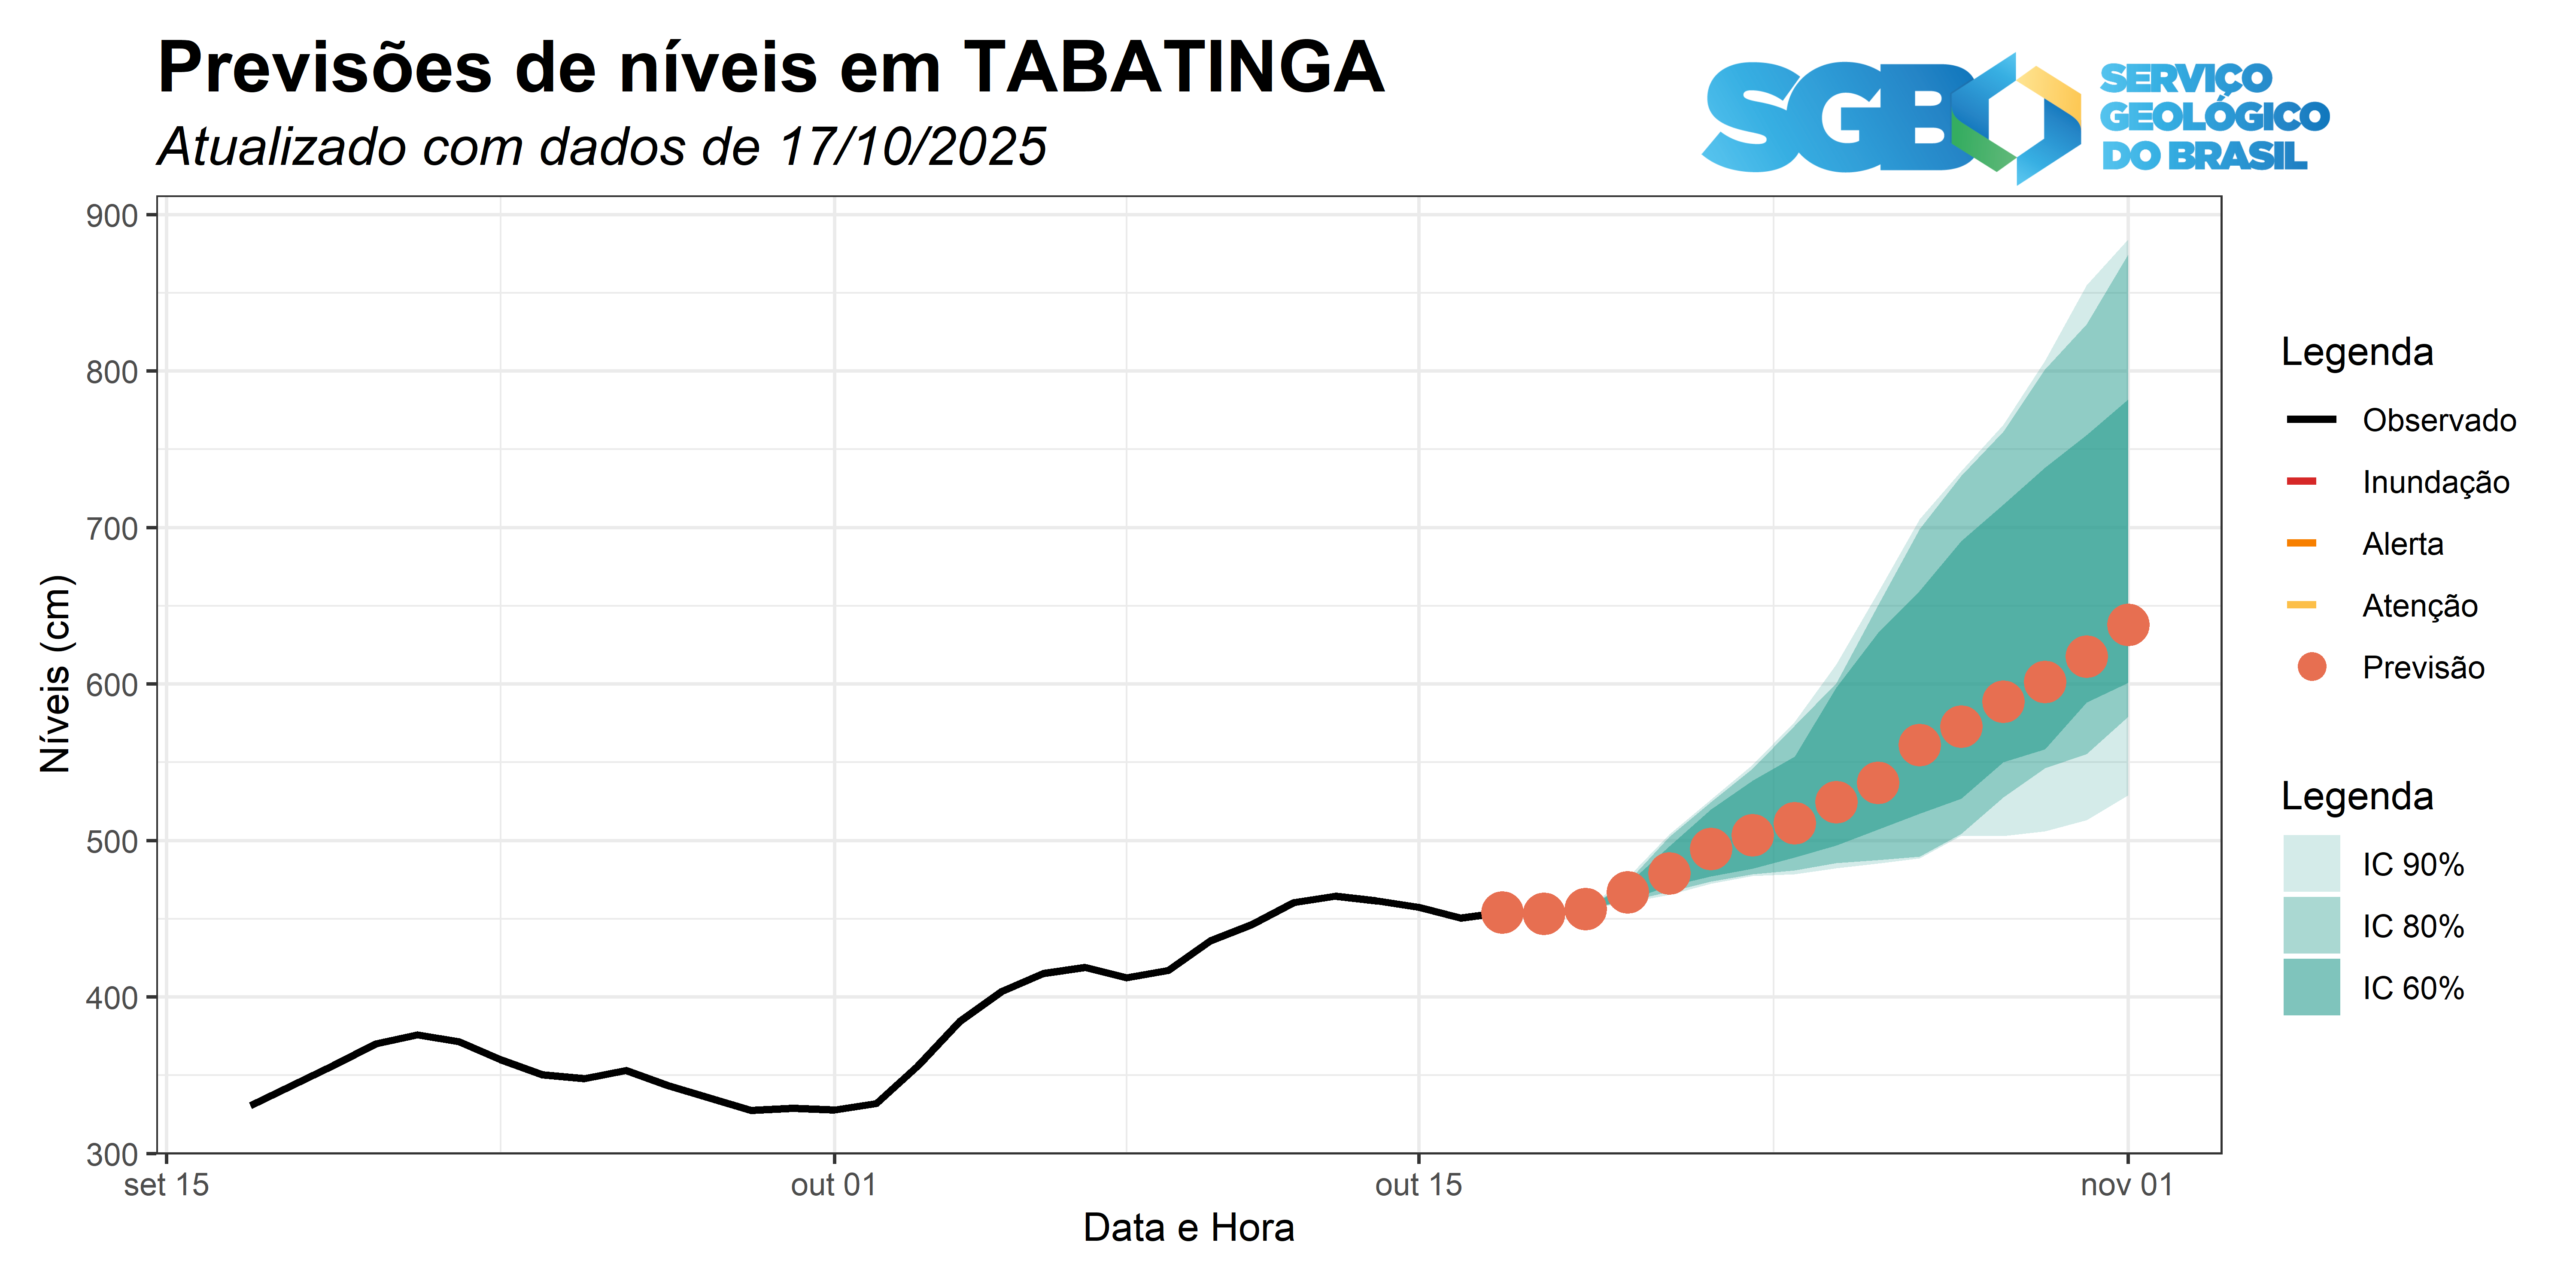 Previsões de níveis em TABATINGA
Atualizado com dados de 17/10/2025
SGB
SERVIÇO
GEOLÓGICO
DO BRASIL
900
800
700
600
500
400
300
Níveis (cm)
set 15
out 01
out 15
nov 01
Data e Hora
Legenda
Observado
Inundação
Alerta
Atenção
Previsão
Legenda
IC 90%
IC 80%
IC 60%